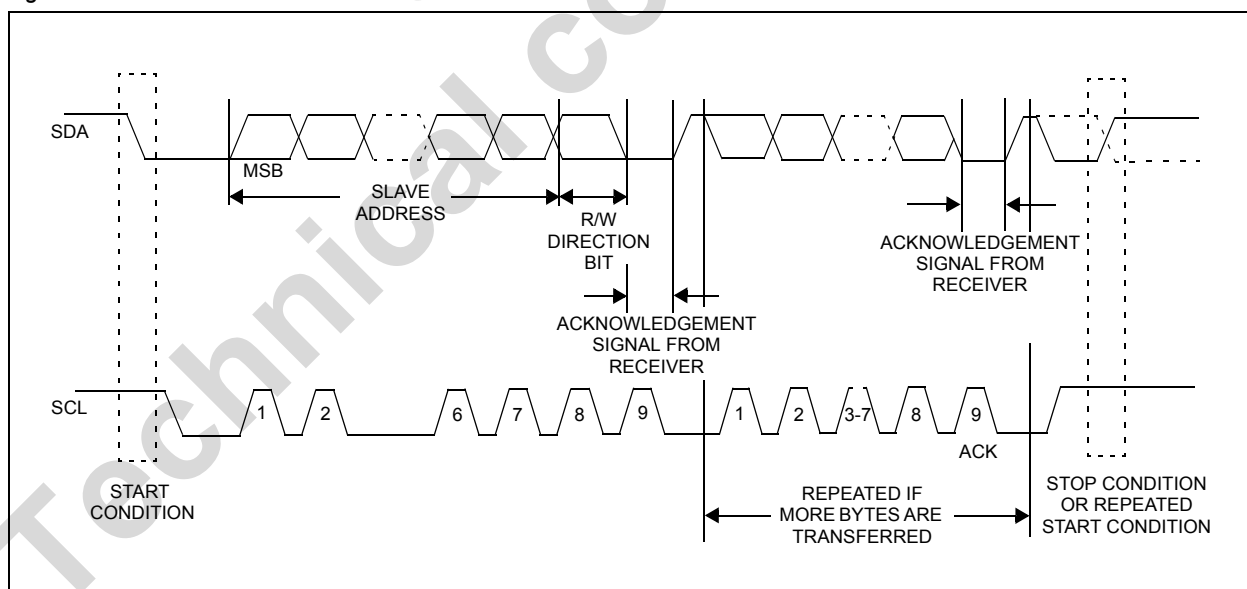 Technical co
SDA
MSB
SLAVE
ADDRESS
R/W
DIRECTION
BIT
ACKNOWLEDGEMENT
SIGNAL FROM
RECEIVER
ACKNOWLEDGEMENT
SIGNAL FROM
RECEIVER
SCL
1 2 6 7 8 9 1 2 3-7 8 9
ACK
START
CONDITION
REPEATED IF
MORE BYTES ARE
TRANSFERRED
STOP CONDITION
OR REPEATED
START CONDITION